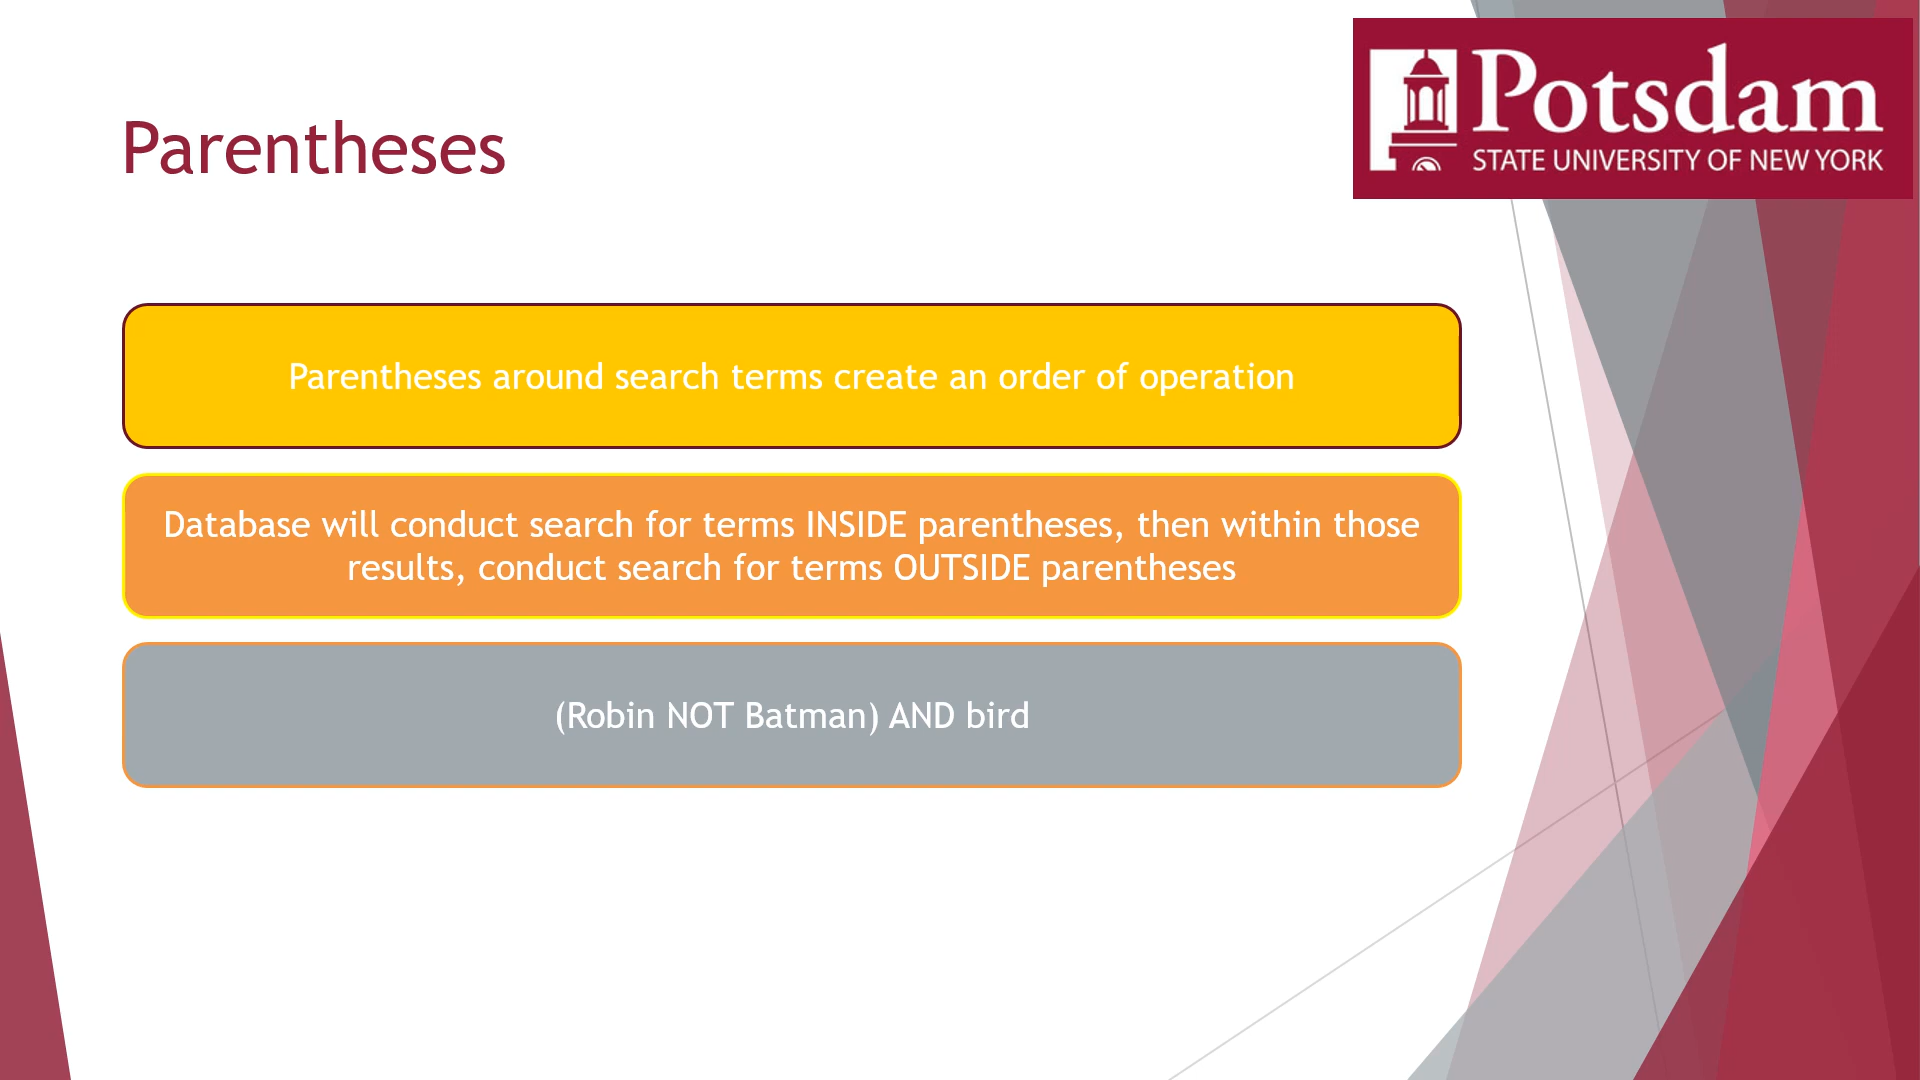 Potsdam
STATE UNIVERSITY OF NEW YORK
Parentheses
Parentheses around search terms create an order of operation
Database will conduct search for terms INSIDE parentheses, then within those
results, conduct search for terms OUTSIDE parentheses
(Robin NOT Batman) AND bird